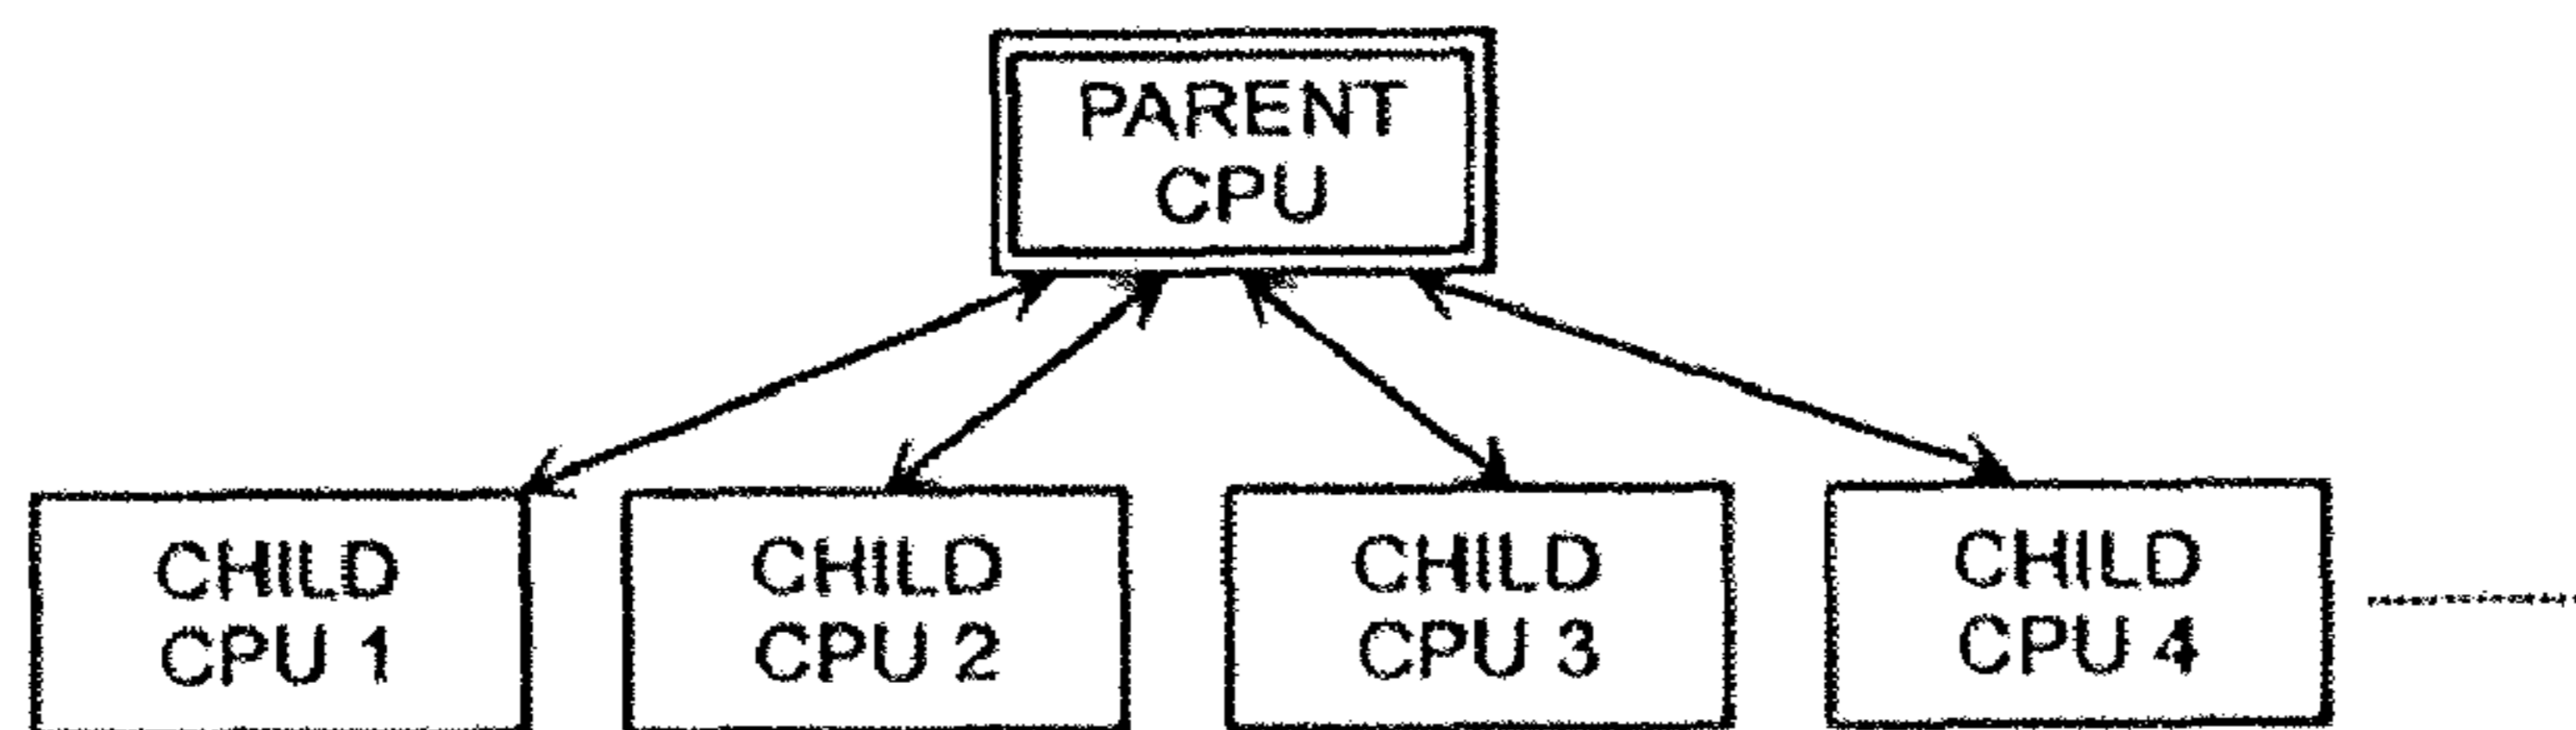 PARENT
CPU
CHILD
CPU 1
CHILD
CPU 2
CHILD
CPU 3
CHILD
CPU 4